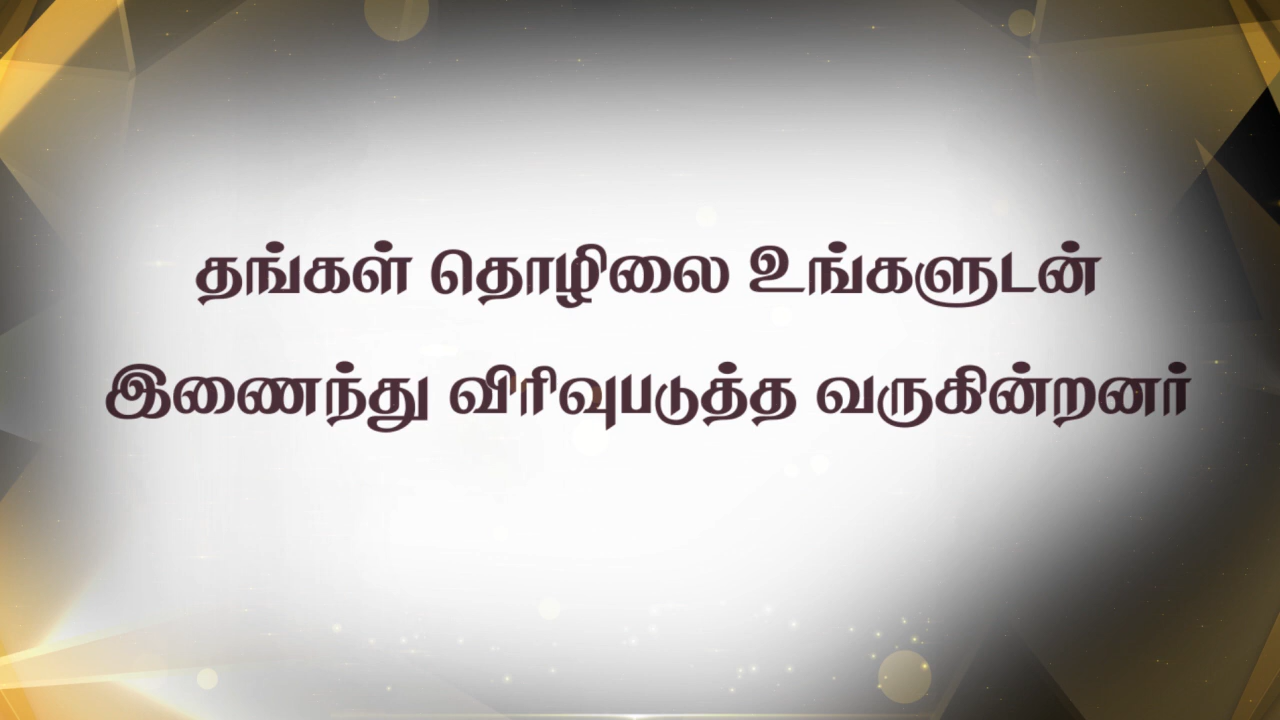 தங்கள் தொழிலை உங்களுடன்
இணைந்து விரிவுபடுத்த வருகின்றனர்